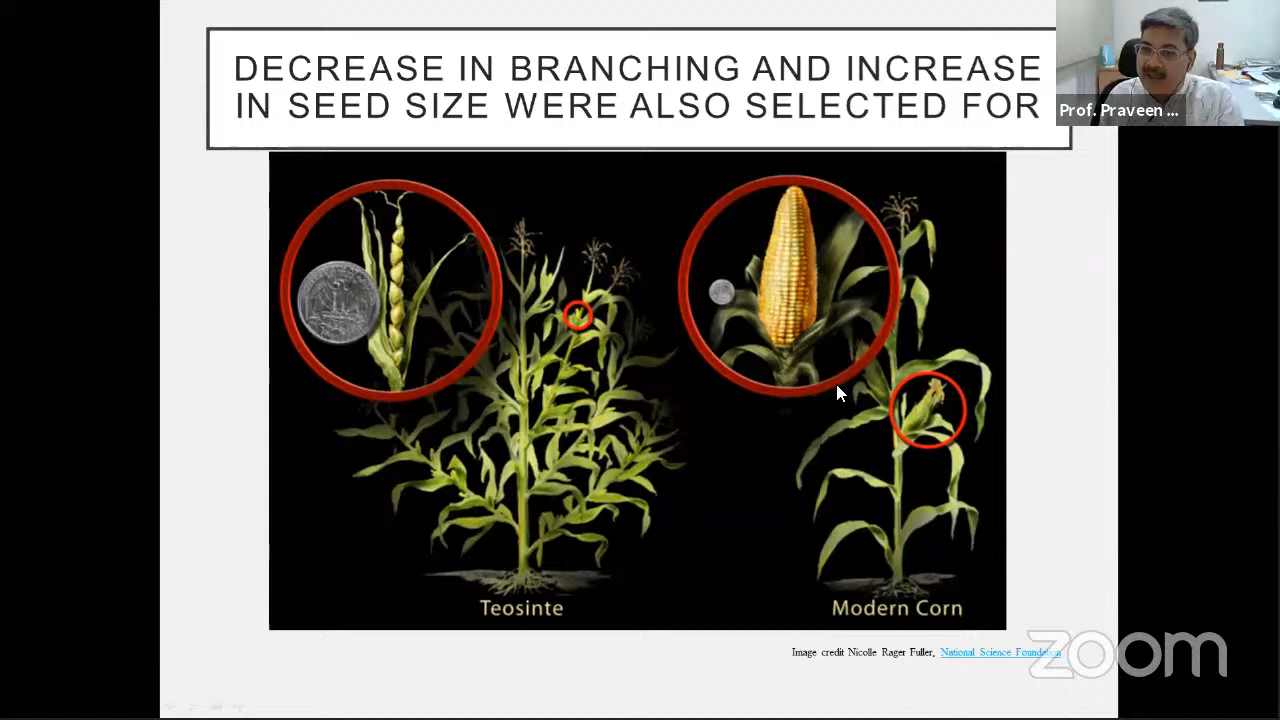 DECREASE IN BRANCHING AND INCREASE
IN SEED SIZE WERE ALSO SELECTED FOR
Prof. Praveen ...
Teosinte
Modern Corn
Image credit Nicolle Rager Fuller, National Science Foundation
zoom